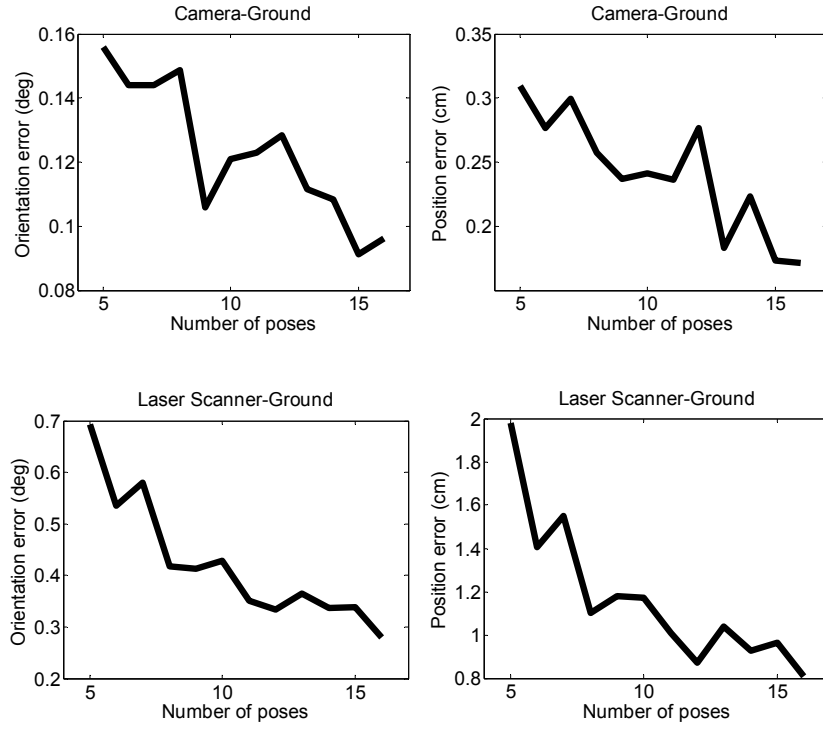 Camera-Ground
0.16
0.14
0.12
0.1
0.08
Orientation error (deg)
5 10 15
Number of poses
Camera-Ground
0.35
0.3
0.25
0.2
Position error (cm)
5 10 15
Number of poses
Laser Scanner-Ground
0.7
0.6
0.5
0.4
0.3
0.2
Orientation error (deg)
5 10 15
Number of poses
Laser Scanner-Ground
2
1.8
1.6
1.4
1.2
1
0.8
Position error (cm)
5 10 15
Number of poses